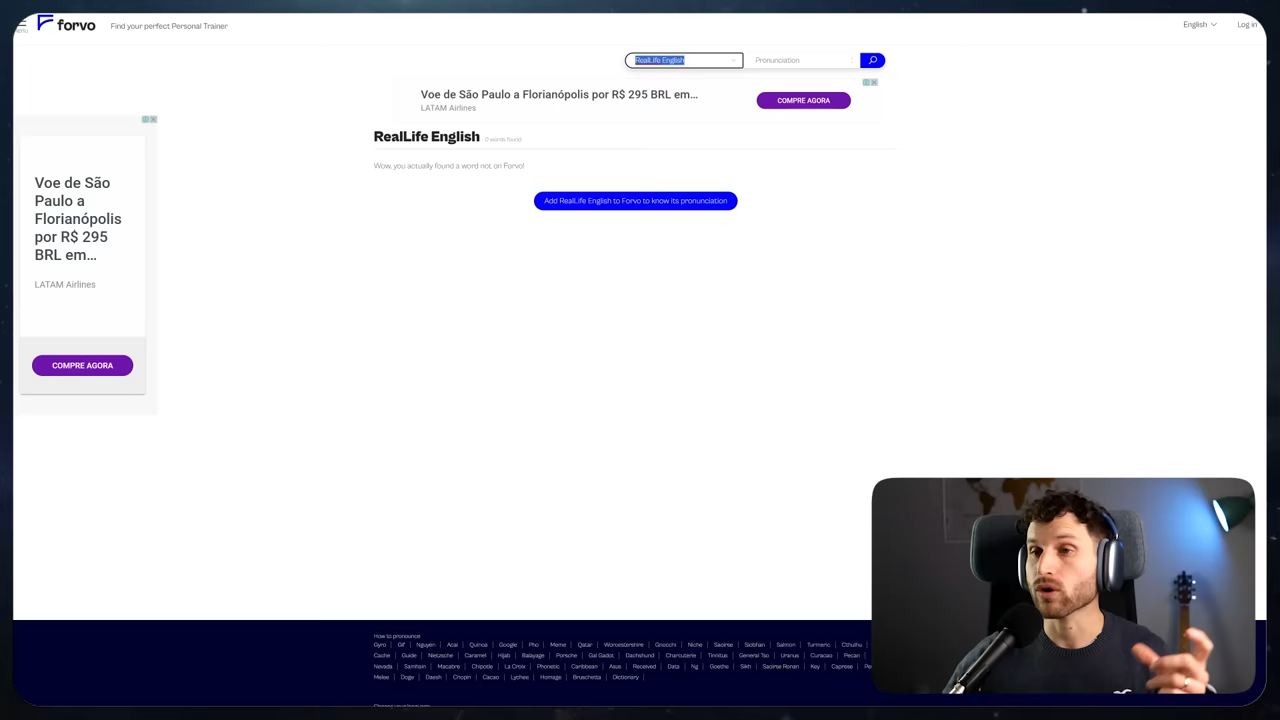 forvo
Find your perfect Personal Trainer
English
Log in
RealLife English
Pronunciation
Voe de São Paulo a Florianópolis por R$ 295 BRL em...
LATAM Airlines
COMPRE AGORA
RealLife English
0 words found
Wow, you actually found a word not on Forvo!
Add RealLife English to Forvo to know its pronunciation
Voe de São
Paulo a
Florianópolis
por R$ 295
BRL em...
LATAM Airlines
COMPRE AGORA
How to pronounce
Gyro | Gif | Nguyen | Acai | Quinoa | Google | Pho | Meme | Qatar | Worcestershire | Gnocchi | Niche | Saoirse | Siobhan | Salmon | Turmeric | Cthulhu |
Cache | Guide | Nietzsche | Caramel | Hijab | Balayage | Porsche | Gal Gadot | Dachshund | Charcuterie | Tinnitus | General Tso | Uranus | Curacao | Pecan |
Nevada | Samhain | Macabre | Chipotle | La Croix | Phonetic | Caribbean | Asus | Received | Data | Ng | Goethe | Sikh | Saoirse Ronan | Key | Caprese |
Melee | Doge | Daesh | Chopin | Cacao | Lychee | Homage | Bruschetta | Dictionary |